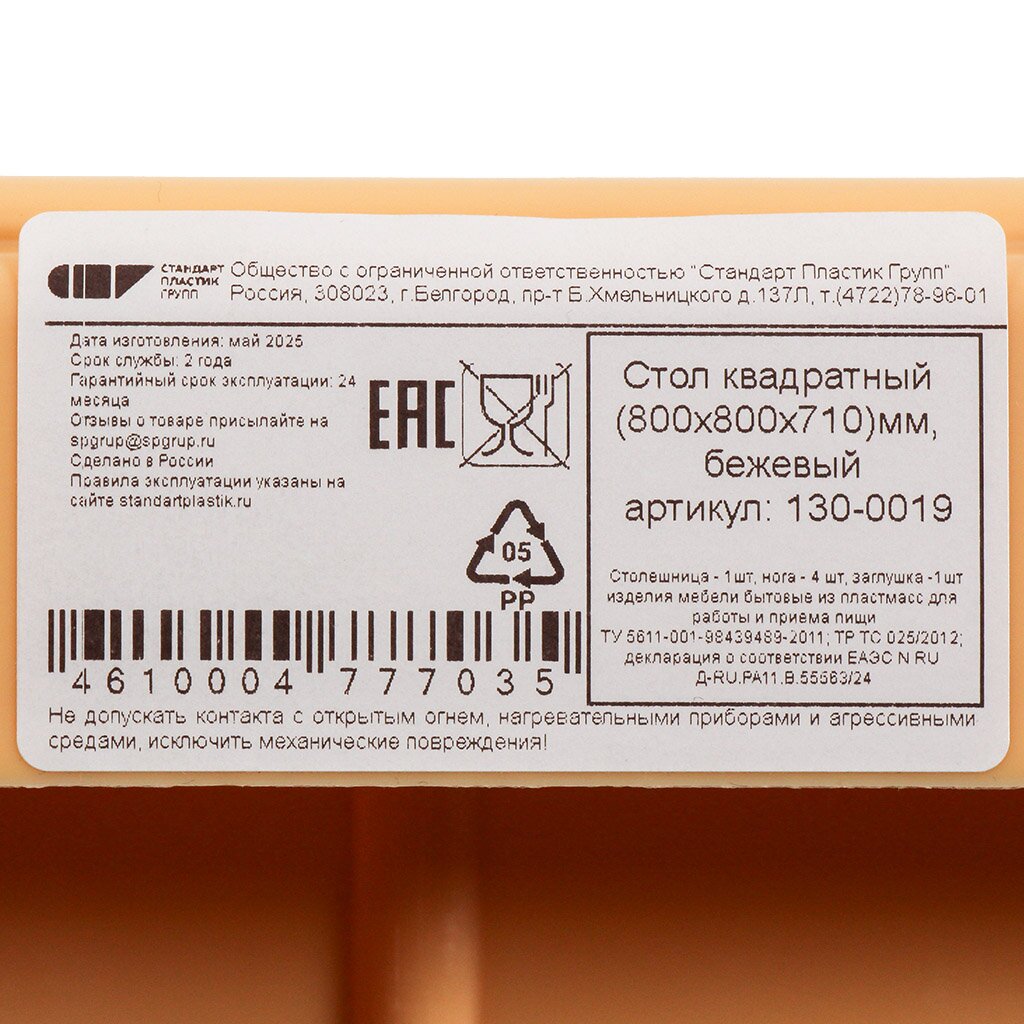 СТАНДАРТ
ПЛАСТИК
ГРУПП
Общество с ограниченной ответственностью "Стандарт Пластик Групп"
Россия, 308023, г.Белгород, пр-т Б.Хмельницкого д.137Л, т.(4722)78-96-01
Дата изготовления: май 2025
Срок службы: 2 года
Гарантийный срок эксплуатации: 24
месяца
Отзывы о товаре присылайте на
spgrup@spgrup.ru
Сделано в России
Правила эксплуатации указаны на
сайте standartplastik.ru
ЕАС
05
PP
Стол квадратный
(800х800х710)мм,
бежевый
артикул: 130-0019
Столешница - 1шт, нога - 4 шт, заглушка -1шт
изделия мебели бытовые из пластмасс для
работы и приема пищи
ТУ 5611-001-98439489-2011; ТР ТС 025/2012;
декларация о соответствии ЕАЭС N RU
Д-RU.РА11.В.55563/24
4610004 777035
Не допускать контакта с открытым огнем, нагревательными приборами и агрессивными
средами, исключить механические повреждения!